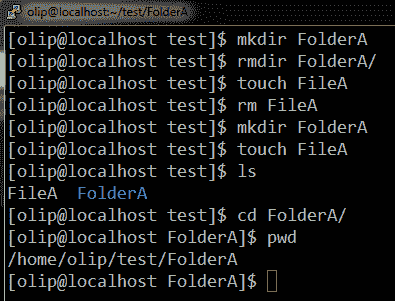 olip@localhost:~/test/FolderA
[olip@localhost test]$ mkdir FolderA
[olip@localhost test]$ rmdir FolderA/
[olip@localhost test]$ touch FileA
[olip@localhost test]$ rm FileA
[olip@localhost test]$ mkdir FolderA
[olip@localhost test]$ touch FileA
[olip@localhost test]$ ls
FileA  FolderA
[olip@localhost test]$ cd FolderA/
[olip@localhost FolderA]$ pwd
/home/olip/test/FolderA
[olip@localhost FolderA]$